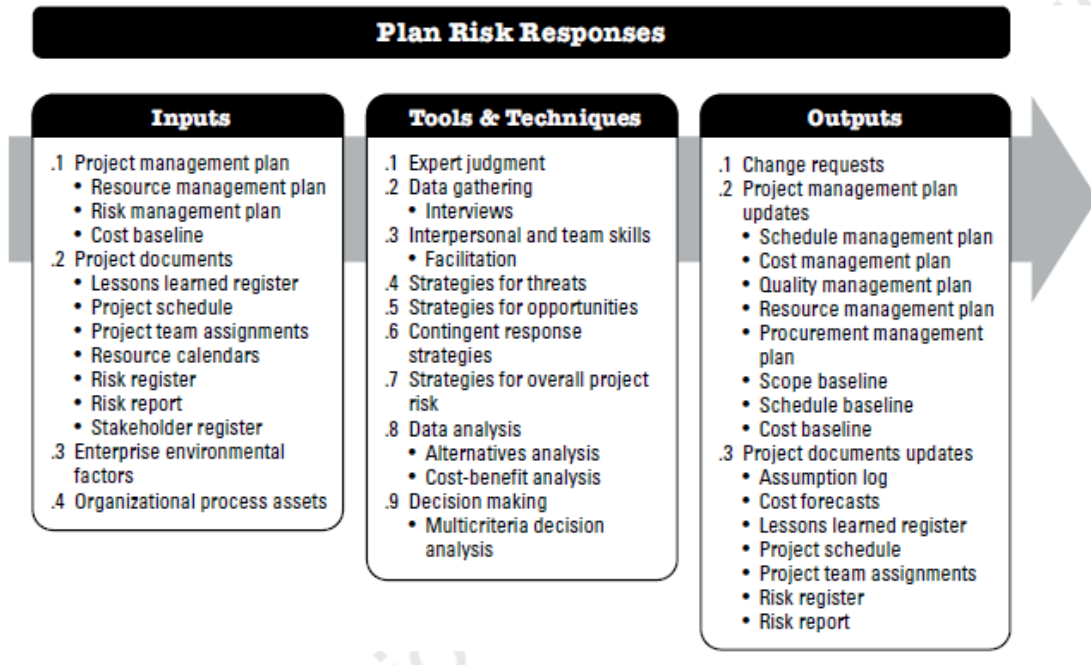 Plan Risk Responses
Inputs
.1 Project management plan
• Resource management plan
• Risk management plan
• Cost baseline
.2 Project documents
• Lessons learned register
• Project schedule
• Project team assignments
• Resource calendars
• Risk register
• Risk report
• Stakeholder register
.3 Enterprise environmental
factors
.4 Organizational process assets
Tools & Techniques
.1 Expert judgment
.2 Data gathering
• Interviews
.3 Interpersonal and team skills
• Facilitation
.4 Strategies for threats
.5 Strategies for opportunities
.6 Contingent response
strategies
.7 Strategies for overall project
risk
.8 Data analysis
• Alternatives analysis
• Cost-benefit analysis
.9 Decision making
• Multicriteria decision
analysis
Outputs
.1 Change requests
.2 Project management plan
updates
• Schedule management plan
• Cost management plan
• Quality management plan
• Resource management plan
• Procurement management
plan
• Scope baseline
• Schedule baseline
• Cost baseline
.3 Project documents updates
• Assumption log
• Cost forecasts
• Lessons learned register
• Project schedule
• Project team assignments
• Risk register
• Risk report